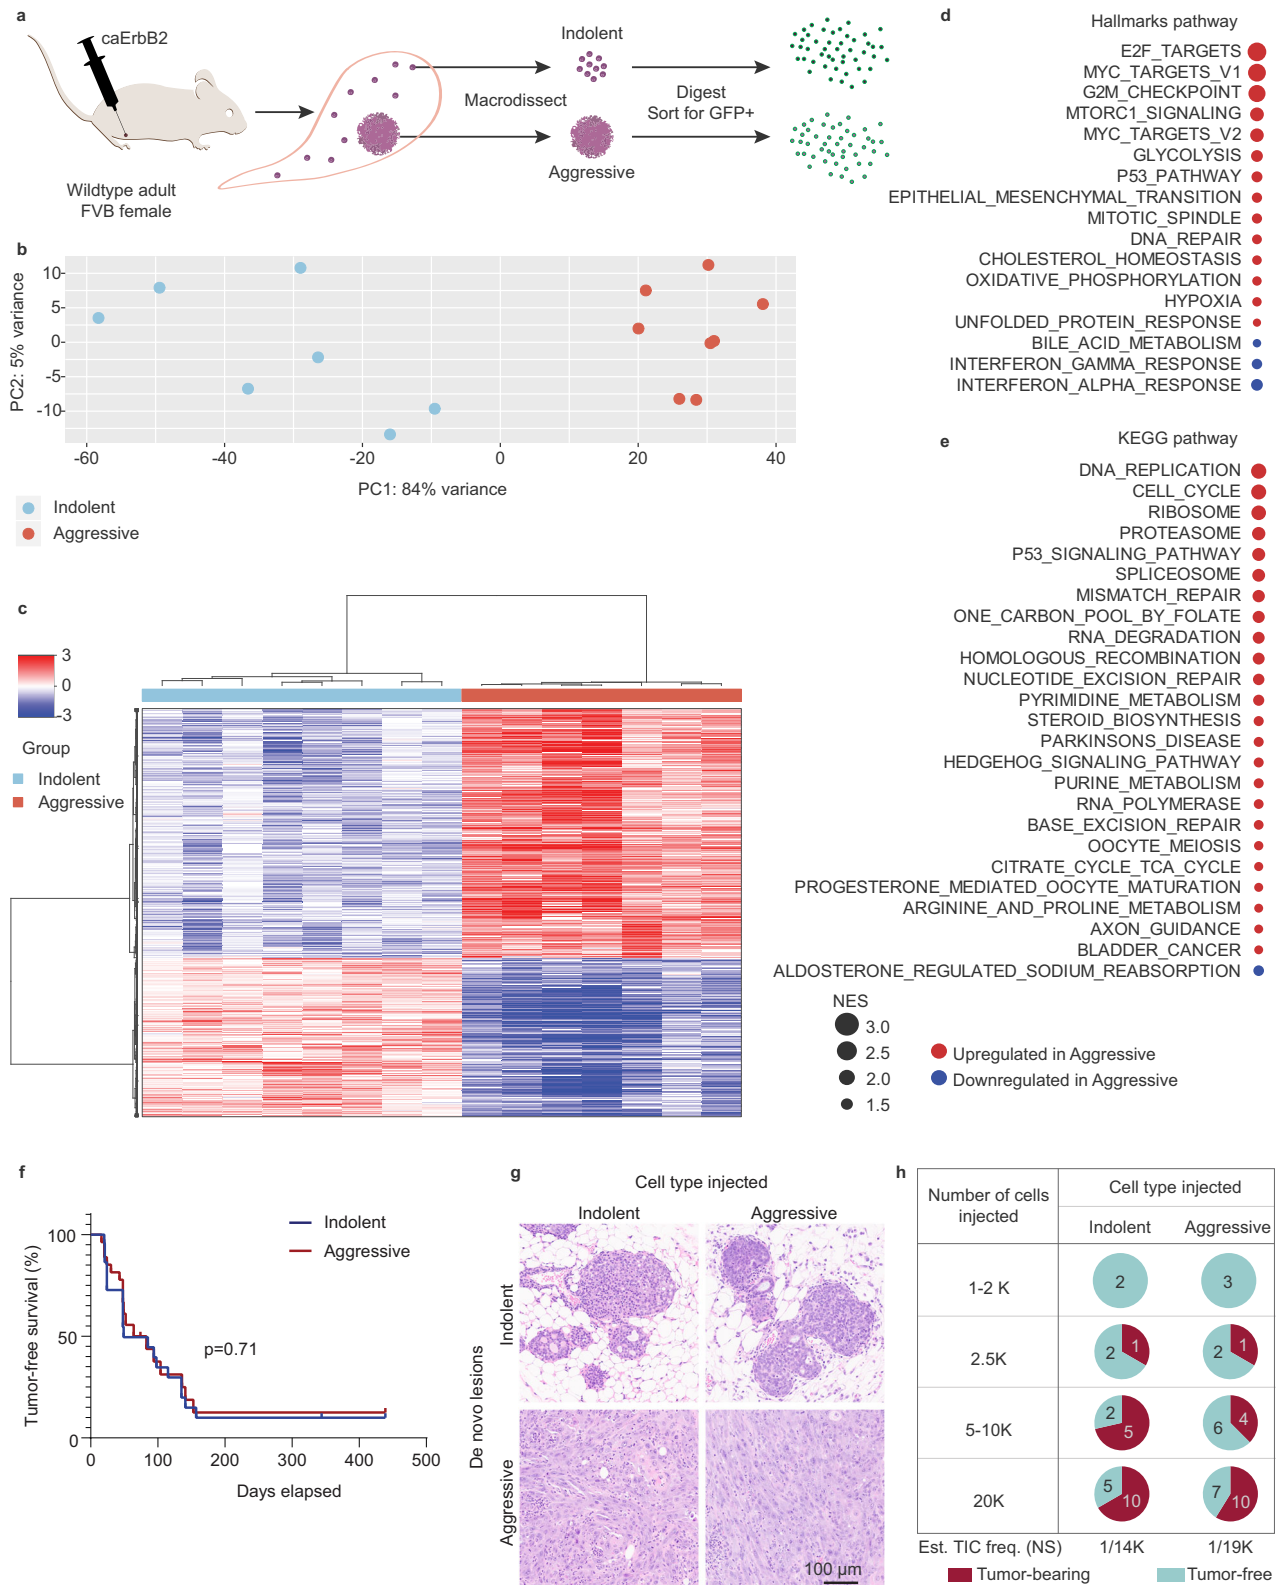 a
caErbB2
Wildtype adult
FVB female
Macrodissect
Indolent
Aggressive
Digest
Sort for GFP+
b
PC2: 5% variance
10
5
0
-5
-10
-60
-40
-20
0
20
40
PC1: 84% variance
Indolent
Aggressive
c
3
0
-3
Group
Indolent
Aggressive
d
Hallmarks pathway
E2F_TARGETS
MYC_TARGETS_V1
G2M_CHECKPOINT
MTORC1_SIGNALING
MYC_TARGETS_V2
GLYCOLYSIS
P53_PATHWAY
EPITHELIAL_MESENCHYMAL_TRANSITION
MITOTIC_SPINDLE
DNA_REPAIR
CHOLESTEROL_HOMEOSTASIS
OXIDATIVE_PHOSPHORYLATION
HYPOXIA
UNFOLDED_PROTEIN_RESPONSE
BILE_ACID_METABOLISM
INTERFERON_GAMMA_RESPONSE
INTERFERON_ALPHA_RESPONSE
e
KEGG pathway
DNA_REPLICATION
CELL_CYCLE
RIBOSOME
PROTEASOME
P53_SIGNALING_PATHWAY
SPLICEOSOME
MISMATCH_REPAIR
ONE_CARBON_POOL_BY_FOLATE
RNA_DEGRADATION
HOMOLOGOUS_RECOMBINATION
NUCLEOTIDE_EXCISION_REPAIR
PYRIMIDINE_METABOLISM
STEROID_BIOSYNTHESIS
PARKINSONS_DISEASE
HEDGEHOG_SIGNALING_PATHWAY
PURINE_METABOLISM
RNA_POLYMERASE
BASE_EXCISION_REPAIR
OOCYTE_MEIOSIS
CITRATE_CYCLE_TCA_CYCLE
PROGESTERONE_MEDIATED_OOCYTE_MATURATION
ARGININE_AND_PROLINE_METABOLISM
AXON_GUIDANCE
BLADDER_CANCER
ALDOSTERONE_REGULATED_SODIUM_REABSORPTION
NES
3.0
2.5
2.0
1.5
Upregulated in Aggressive
Downregulated in Aggressive
f
Tumor-free survival (%)
100
50
0
0
100
200
300
400
500
Days elapsed
Indolent
Aggressive
p=0.71
g
Cell type injected
Indolent
Aggressive
De novo lesions
Indolent
Aggressive
100 µm
h
Number of cells
injected
Cell type injected
Indolent
Aggressive
1-2 K
2
3
2.5K
2
1
2
1
5-10K
2
5
6
4
20K
5
10
7
10
Est. TIC freq. (NS)
1/14K
1/19K
Tumor-bearing
Tumor-free